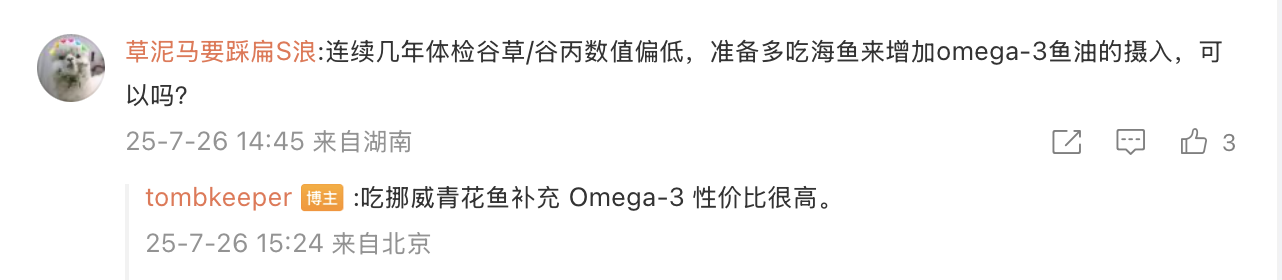 草泥马要踩扁S浪:连续几年体检谷草/谷丙数值偏低，准备多吃海鱼来增加omega-3鱼油的摄入，可
以吗?
25-7-26 14:45 来自湖南
3
tombkeeper 博主 :吃挪威青花鱼补充 Omega-3 性价比很高。
25-7-26 15:24 来自北京